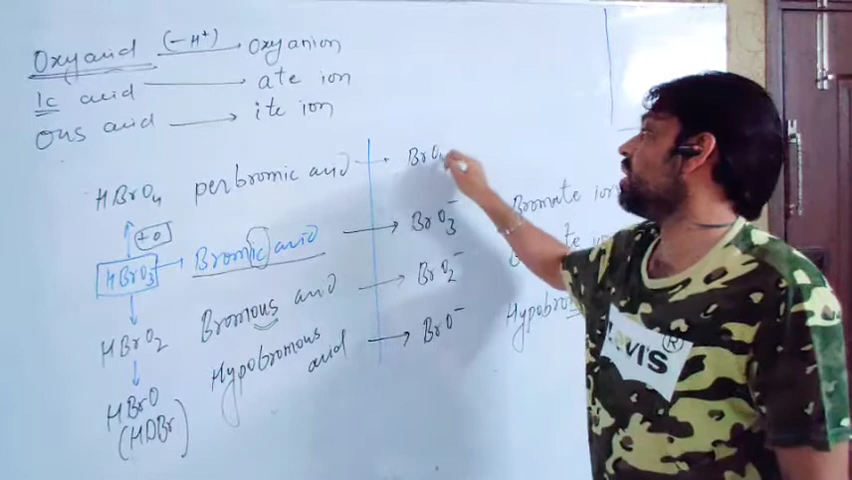 Oxyacid (-H⁺) → Oxyanion
Ic acid → ate ion
Ous acid → ite ion
HBrO₄ perbromic acid → BrO₄
+O
HBrO₃ → Bromic acid → BrO₃⁻ Bromate ion
HBrO₂ Bromous acid → BrO₂⁻
HBrO Hypobromous acid → BrO⁻
(HOBr)
LEVI'S®